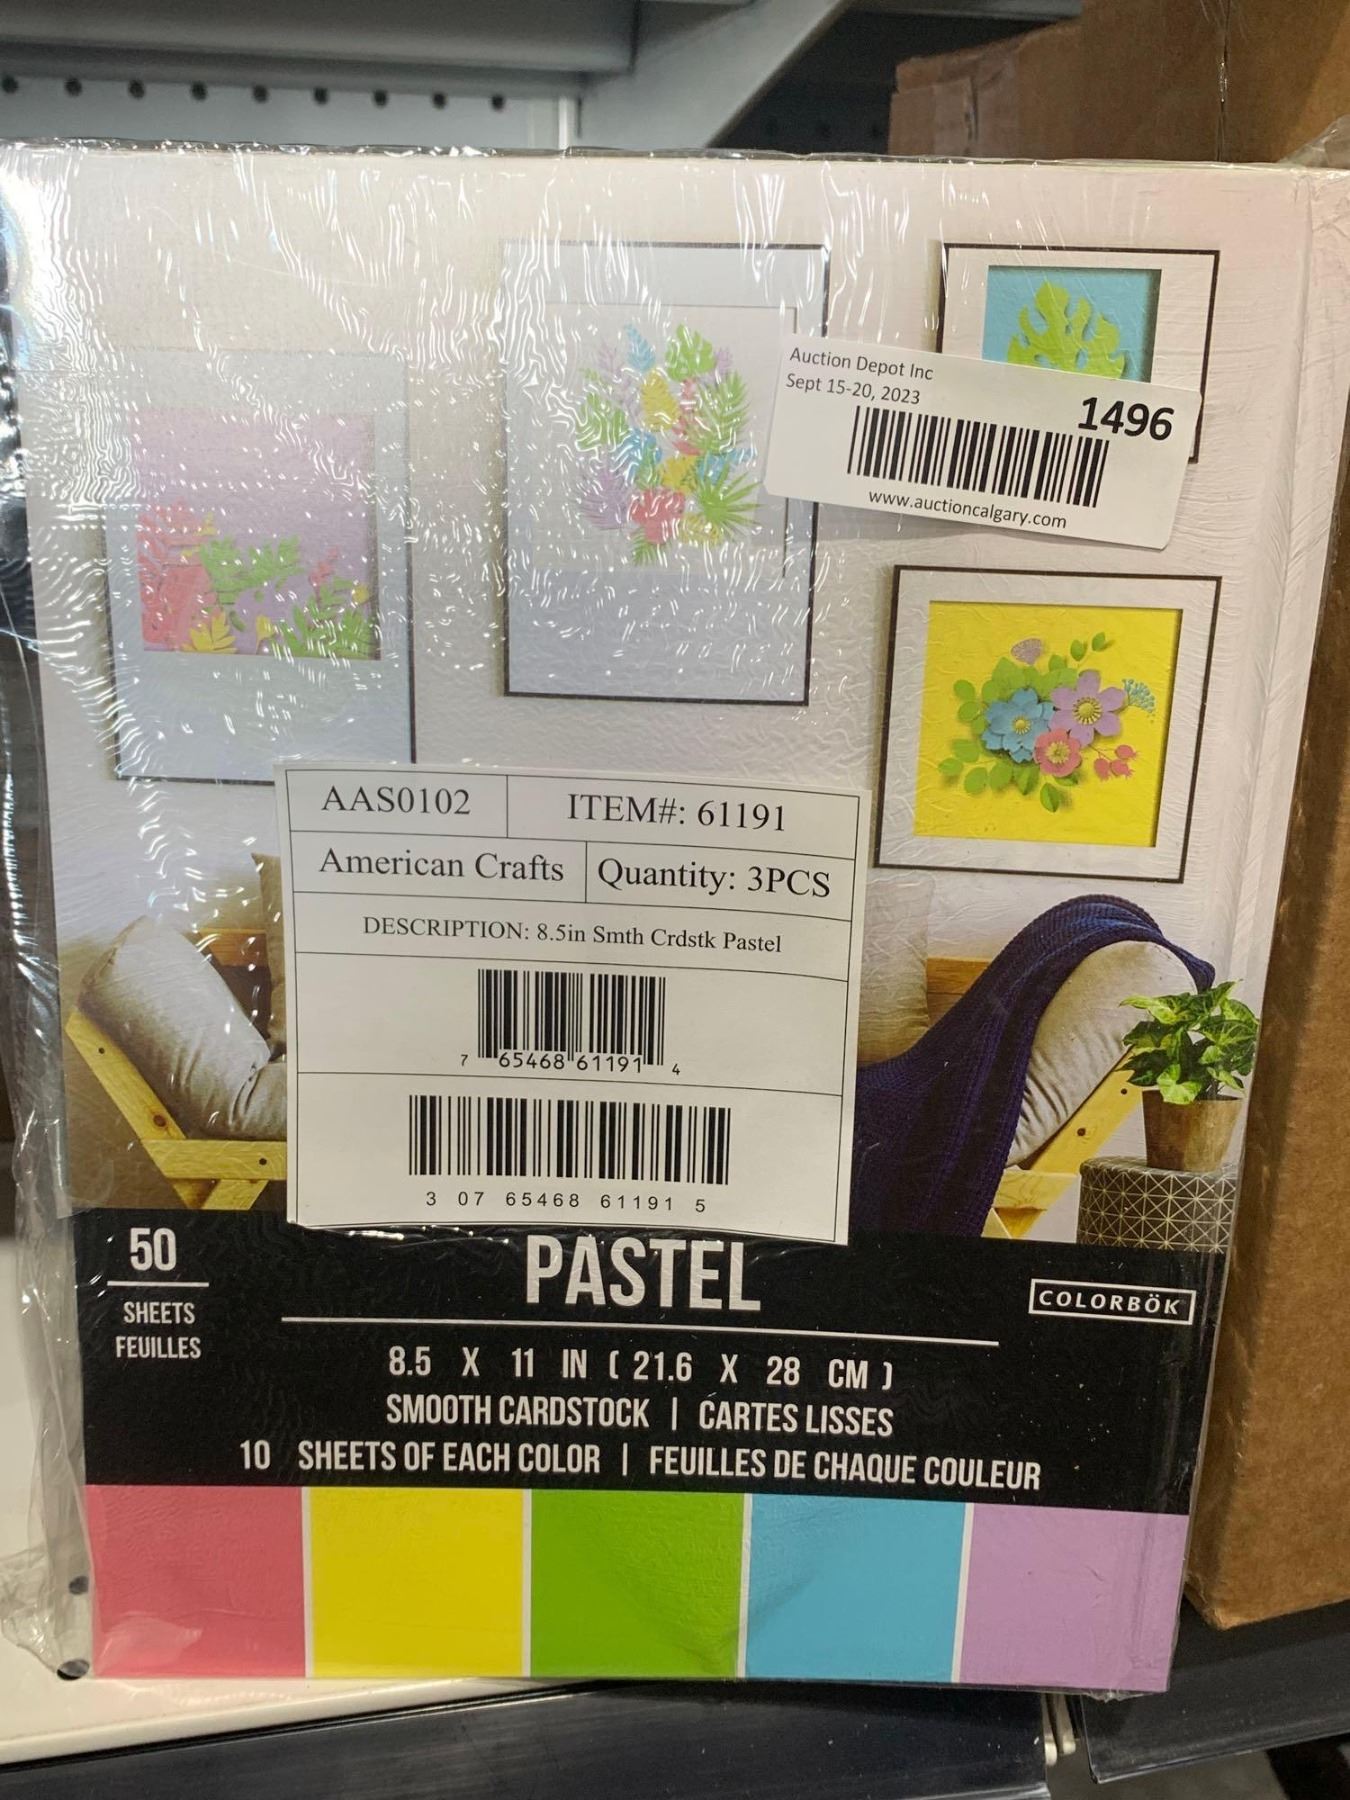 Auction Depot Inc
Sept 15-20, 2023
1496
www.auctioncalgary.com
AAS0102
ITEM#: 61191
American Crafts
Quantity: 3PCS
DESCRIPTION: 8.5in Smth Crdstk Pastel
7 65468 61191 4
3 07 65468 61191 5
50
SHEETS
FEUILLES
PASTEL
COLORBÖK
8.5 X 11 IN ( 21.6 X 28 CM )
SMOOTH CARDSTOCK | CARTES LISSES
10 SHEETS OF EACH COLOR | FEUILLES DE CHAQUE COULEUR